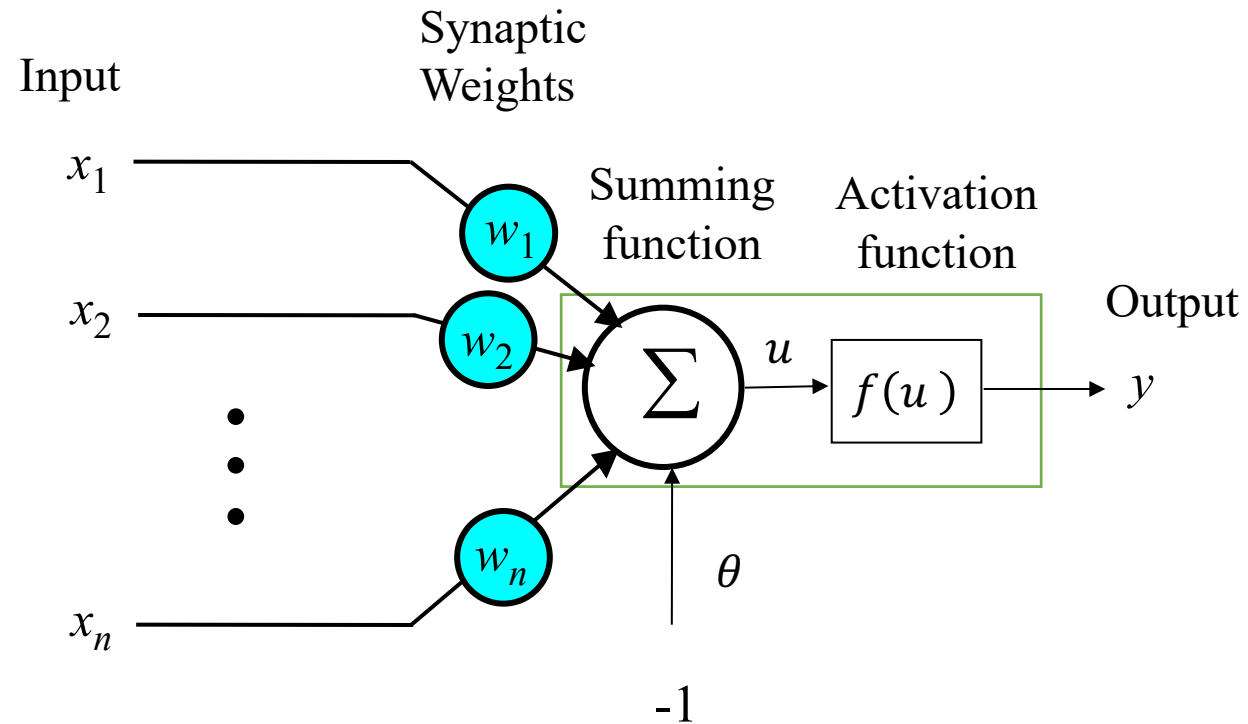 Synaptic
Weights
Input
x₁
w₁
Summing
function
Activation
function
Output
x₂
w₂
∑
u
f(u )
y
wₙ
θ
xₙ
-1